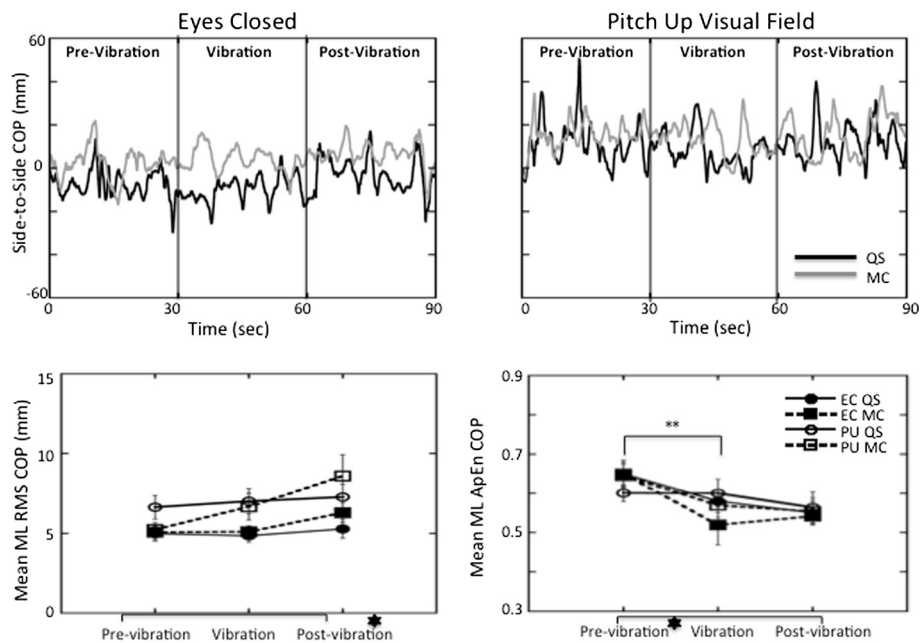 Eyes Closed
Pitch Up Visual Field
60
Pre-Vibration
Vibration
Post-Vibration
Pre-Vibration
Vibration
Post-Vibration
Side-to-Side COP (mm)
0
-60
QS
MC
0
30
60
90
0
30
60
90
Time (sec)
Time (sec)
15
10
5
0
Mean ML RMS COP (mm)
Pre-vibration
Vibration
Post-vibration
0.9
0.7
0.5
0.3
Mean ML ApEn COP
**
EC QS
EC MC
PU QS
PU MC
Pre-vibration
Vibration
Post-vibration